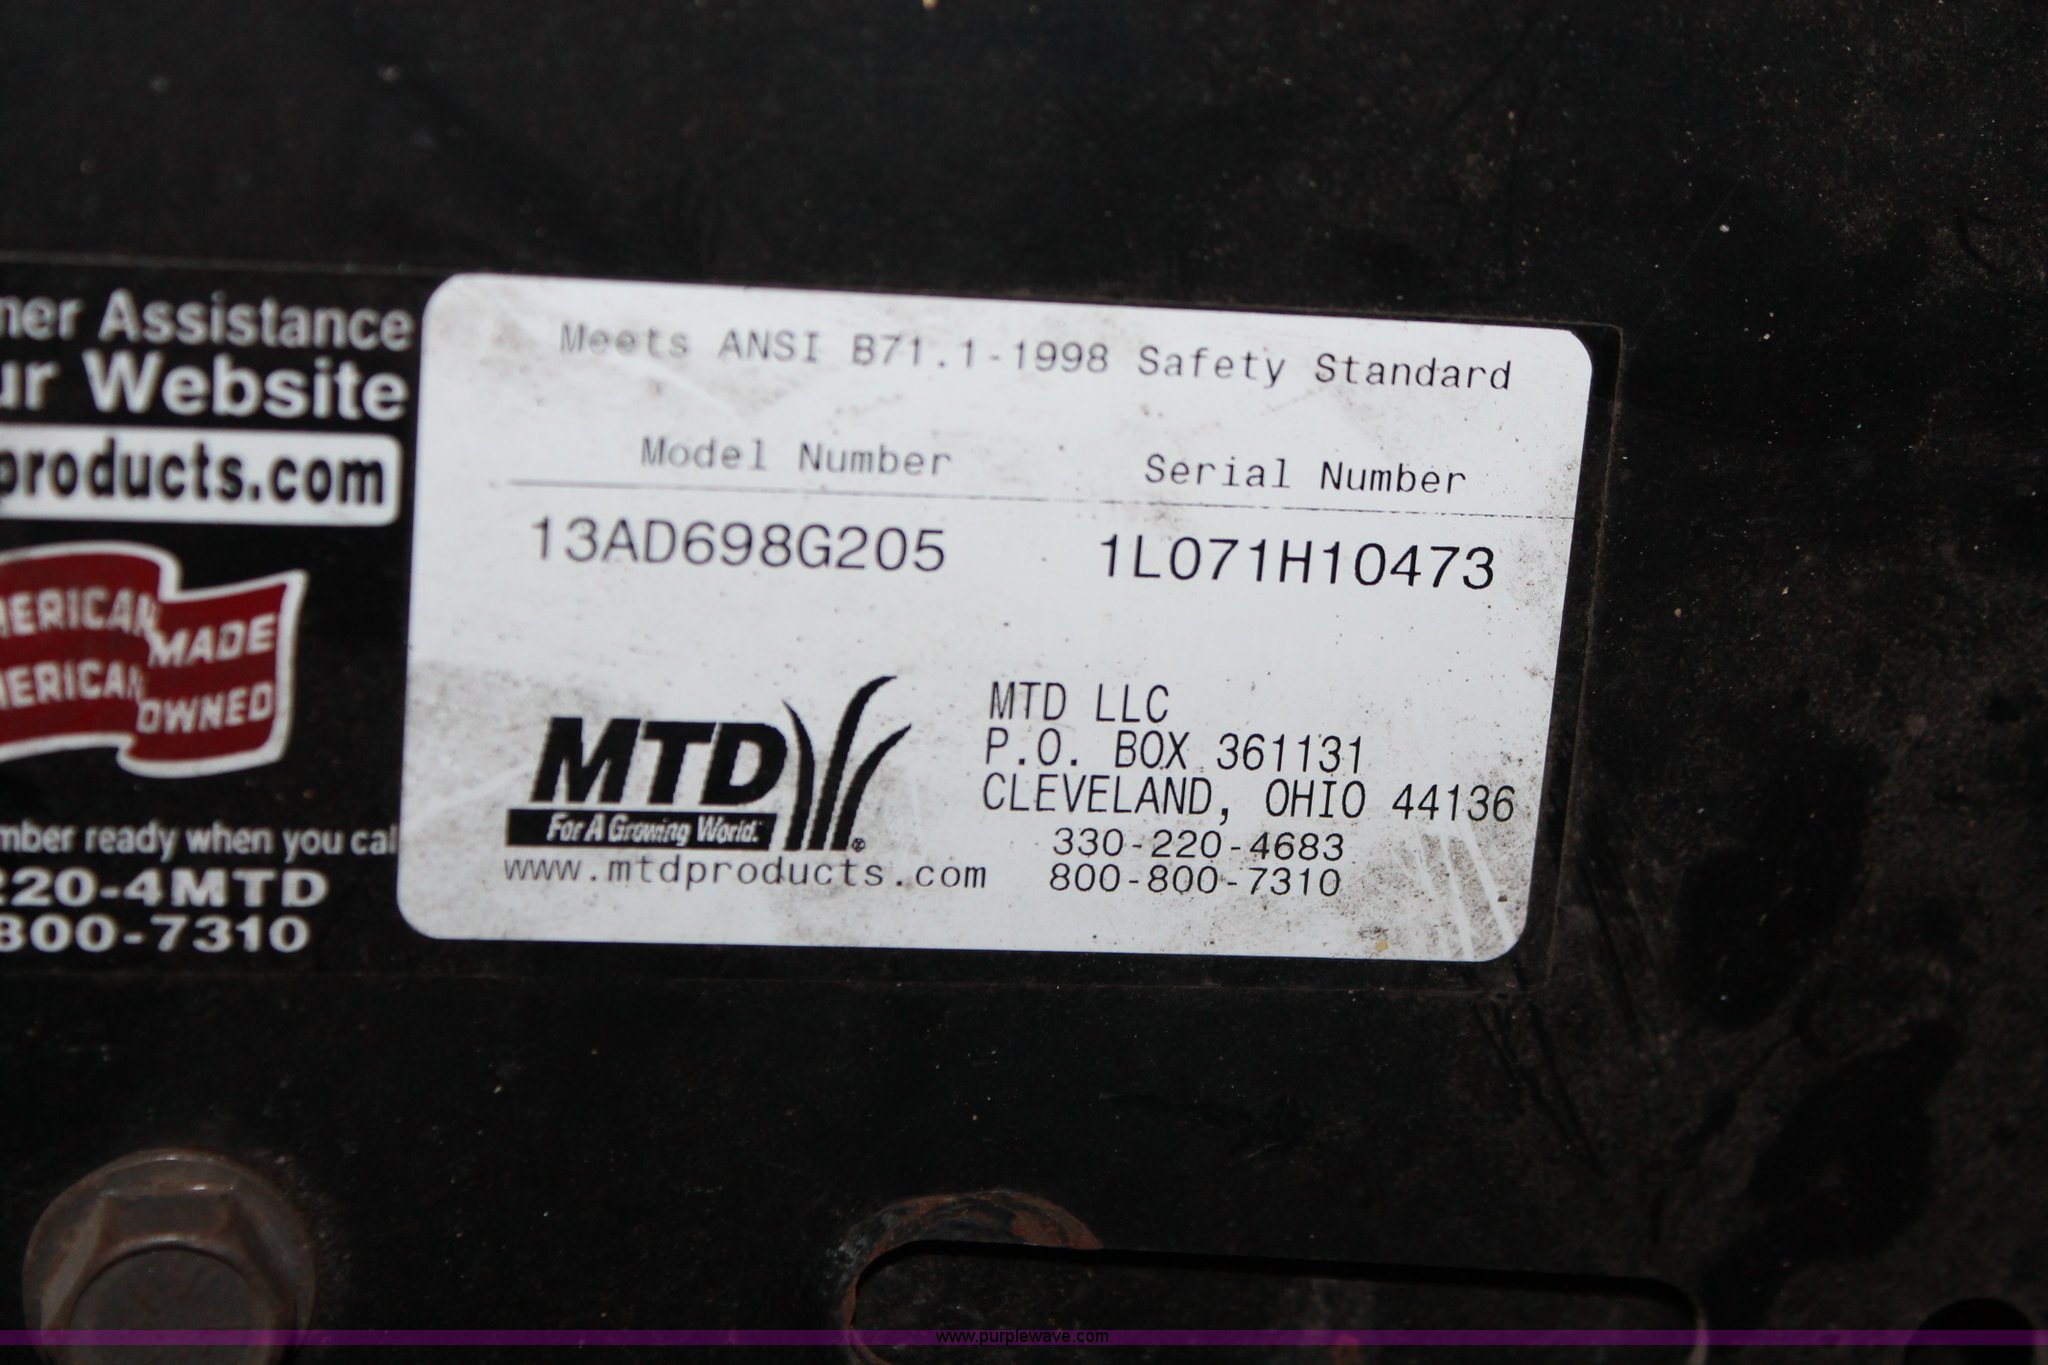 ner Assistance
ur Website
products.com
ERICAN MADE
ERICAN OWNED
mber ready when you cal
220-4MTD
800-7310
Meets ANSI B71.1-1998 Safety Standard
Model Number Serial Number
13AD698G205 1L071H10473
MTD
For A Growing World.®
www.mtdproducts.com
MTD LLC
P.O. BOX 361131
CLEVELAND, OHIO 44136
330-220-4683
800-800-7310
www.purplewave.com